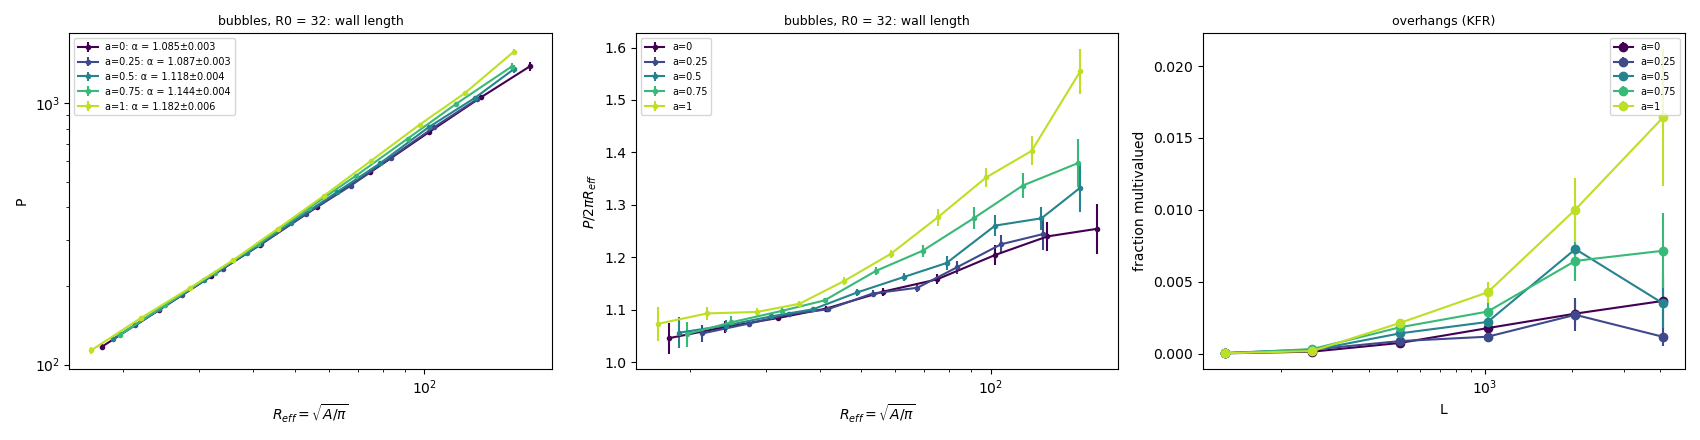 bubbles, R0 = 32: wall length
a=0: α = 1.085±0.003
a=0.25: α = 1.087±0.003
a=0.5: α = 1.118±0.004
a=0.75: α = 1.144±0.004
a=1: α = 1.182±0.006
10³
10²
P
10²
R_eff = √A/π
bubbles, R0 = 32: wall length
a=0
a=0.25
a=0.5
a=0.75
a=1
1.6
1.5
1.4
1.3
1.2
1.1
1.0
P/2πR_eff
10²
R_eff = √A/π
overhangs (KFR)
a=0
a=0.25
a=0.5
a=0.75
a=1
0.020
0.015
0.010
0.005
0.000
fraction multivalued
10³
L